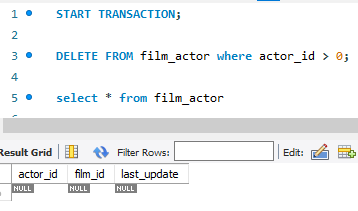 1 START TRANSACTION;
2
3 DELETE FROM film_actor where actor_id > 0;
4
5 select * from film_actor
Result Grid Filter Rows: Edit:
actor_id film_id last_update
NULL NULL NULL